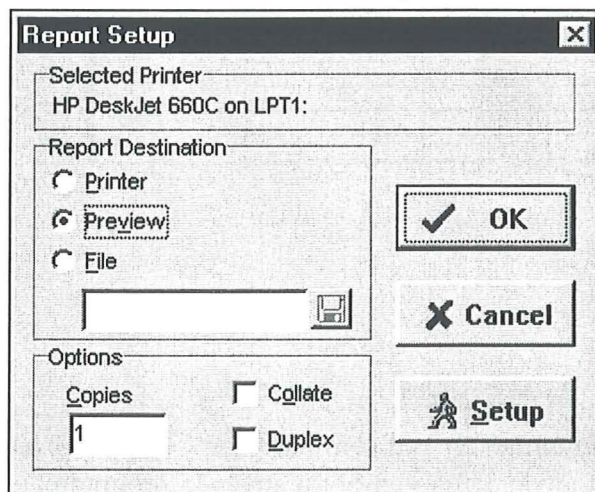 Report Setup
Selected Printer
HP DeskJet 660C on LPT1:
Report Destination
Printer
Preview
File
OK
Cancel
Options
Copies
1
Collate
Duplex
Setup